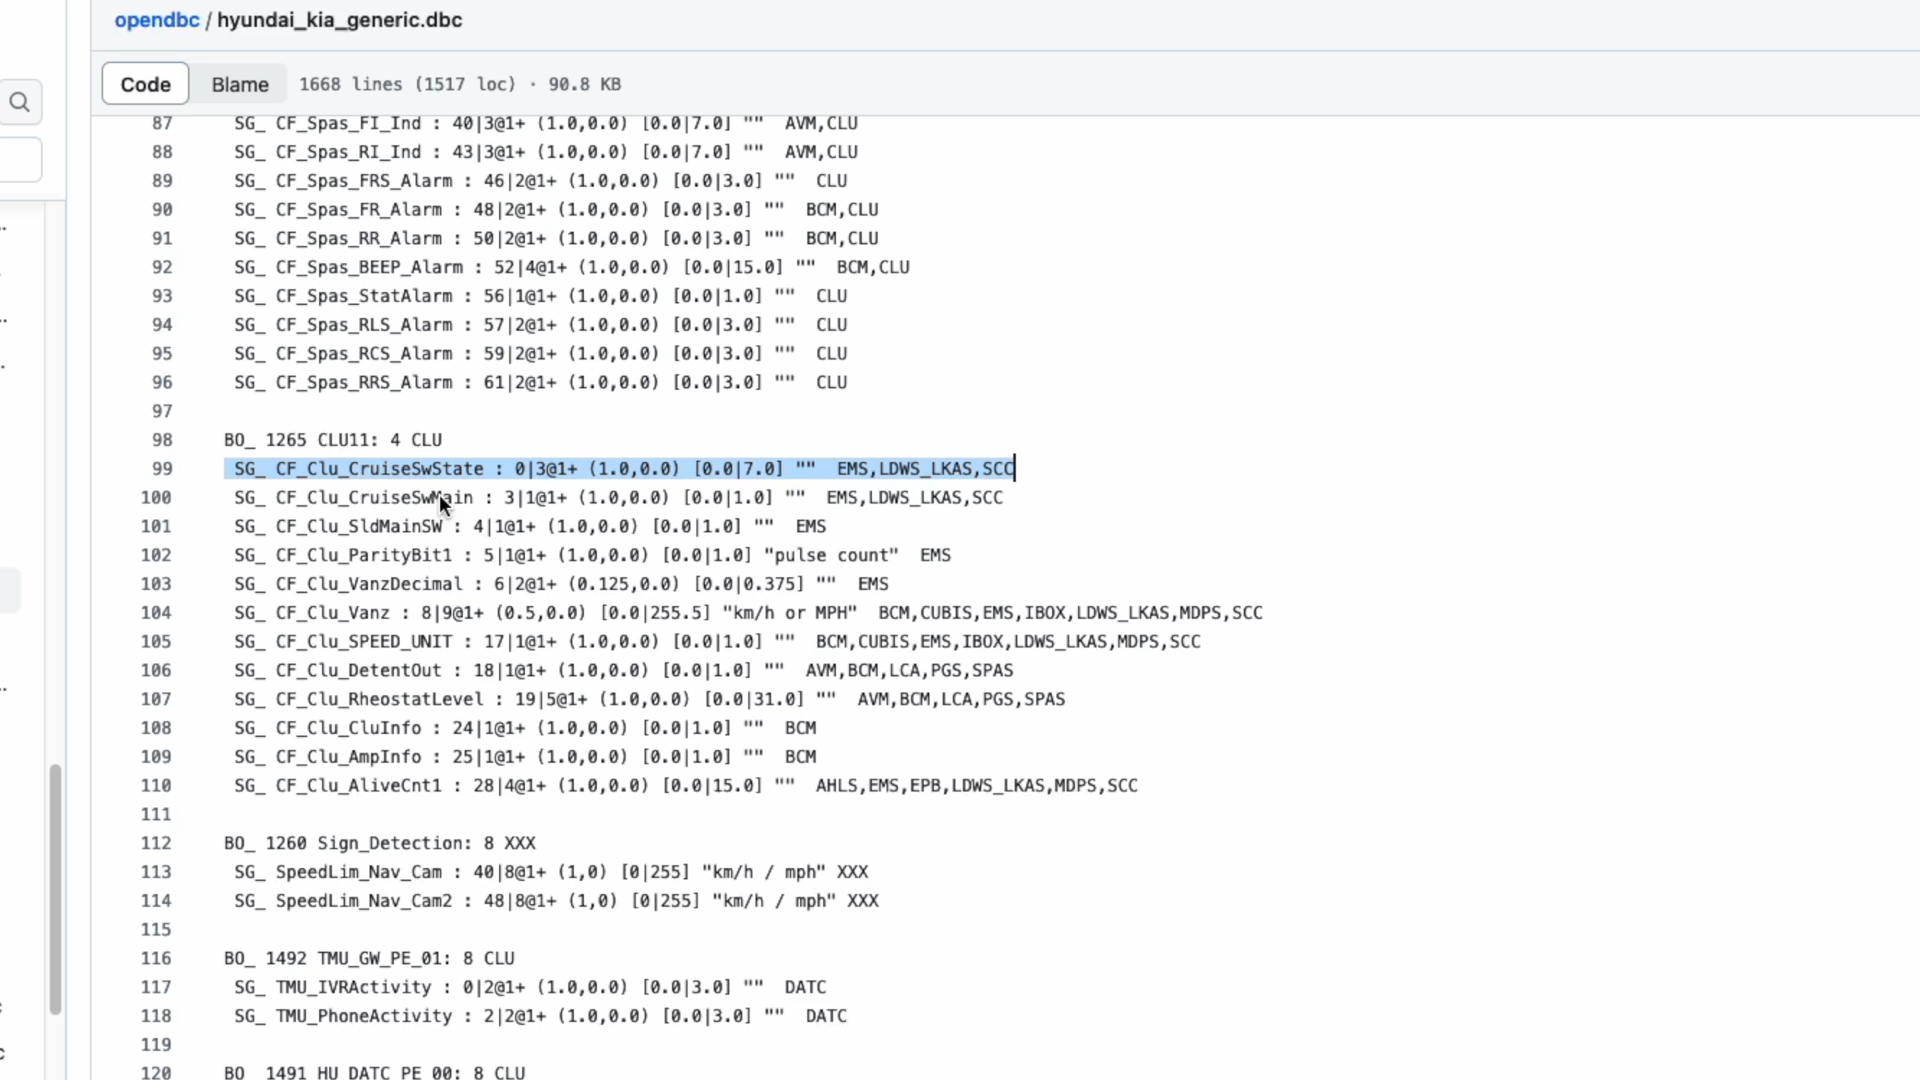 opendbc / hyundai_kia_generic.dbc
Code Blame 1668 lines (1517 loc) · 90.8 KB
87 SG_ CF_Spas_FI_Ind : 40|3@1+ (1.0,0.0) [0.0|7.0] "" AVM,CLU
88 SG_ CF_Spas_RI_Ind : 43|3@1+ (1.0,0.0) [0.0|7.0] "" AVM,CLU
89 SG_ CF_Spas_FRS_Alarm : 46|2@1+ (1.0,0.0) [0.0|3.0] "" CLU
90 SG_ CF_Spas_FR_Alarm : 48|2@1+ (1.0,0.0) [0.0|3.0] "" BCM,CLU
91 SG_ CF_Spas_RR_Alarm : 50|2@1+ (1.0,0.0) [0.0|3.0] "" BCM,CLU
92 SG_ CF_Spas_BEEP_Alarm : 52|4@1+ (1.0,0.0) [0.0|15.0] "" BCM,CLU
93 SG_ CF_Spas_StatAlarm : 56|1@1+ (1.0,0.0) [0.0|1.0] "" CLU
94 SG_ CF_Spas_RLS_Alarm : 57|2@1+ (1.0,0.0) [0.0|3.0] "" CLU
95 SG_ CF_Spas_RCS_Alarm : 59|2@1+ (1.0,0.0) [0.0|3.0] "" CLU
96 SG_ CF_Spas_RRS_Alarm : 61|2@1+ (1.0,0.0) [0.0|3.0] "" CLU
97
98 BO_ 1265 CLU11: 4 CLU
99 SG_ CF_Clu_CruiseSwState : 0|3@1+ (1.0,0.0) [0.0|7.0] "" EMS,LDWS_LKAS,SCC
100 SG_ CF_Clu_CruiseSwMain : 3|1@1+ (1.0,0.0) [0.0|1.0] "" EMS,LDWS_LKAS,SCC
101 SG_ CF_Clu_SldMainSW : 4|1@1+ (1.0,0.0) [0.0|1.0] "" EMS
102 SG_ CF_Clu_ParityBit1 : 5|1@1+ (1.0,0.0) [0.0|1.0] "pulse count" EMS
103 SG_ CF_Clu_VanzDecimal : 6|2@1+ (0.125,0.0) [0.0|0.375] "" EMS
104 SG_ CF_Clu_Vanz : 8|9@1+ (0.5,0.0) [0.0|255.5] "km/h or MPH" BCM,CUBIS,EMS,IBOX,LDWS_LKAS,MDPS,SCC
105 SG_ CF_Clu_SPEED_UNIT : 17|1@1+ (1.0,0.0) [0.0|1.0] "" BCM,CUBIS,EMS,IBOX,LDWS_LKAS,MDPS,SCC
106 SG_ CF_Clu_DetentOut : 18|1@1+ (1.0,0.0) [0.0|1.0] "" AVM,BCM,LCA,PGS,SPAS
107 SG_ CF_Clu_RheostatLevel : 19|5@1+ (1.0,0.0) [0.0|31.0] "" AVM,BCM,LCA,PGS,SPAS
108 SG_ CF_Clu_CluInfo : 24|1@1+ (1.0,0.0) [0.0|1.0] "" BCM
109 SG_ CF_Clu_AmpInfo : 25|1@1+ (1.0,0.0) [0.0|1.0] "" BCM
110 SG_ CF_Clu_AliveCnt1 : 28|4@1+ (1.0,0.0) [0.0|15.0] "" AHLS,EMS,EPB,LDWS_LKAS,MDPS,SCC
111
112 BO_ 1260 Sign_Detection: 8 XXX
113 SG_ SpeedLim_Nav_Cam : 40|8@1+ (1,0) [0|255] "km/h / mph" XXX
114 SG_ SpeedLim_Nav_Cam2 : 48|8@1+ (1,0) [0|255] "km/h / mph" XXX
115
116 BO_ 1492 TMU_GW_PE_01: 8 CLU
117 SG_ TMU_IVRActivity : 0|2@1+ (1.0,0.0) [0.0|3.0] "" DATC
118 SG_ TMU_PhoneActivity : 2|2@1+ (1.0,0.0) [0.0|3.0] "" DATC
119
120 BO_ 1491 HU_DATC_PE_00: 8 CLU